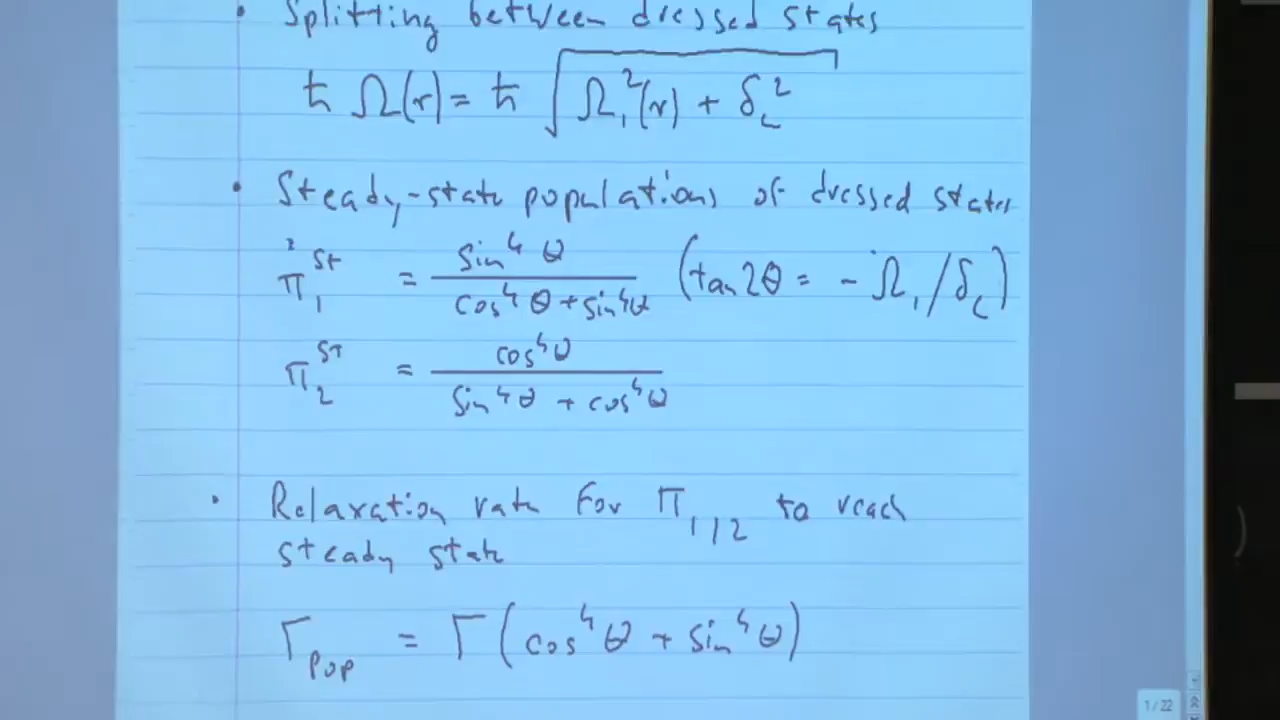 • Splitting between dressed states
ħ Ω(r) = ħ √(Ω₁²(r) + δ_L²)
• Steady-state populations of dressed states
π₁^st = sin⁴θ / (cos⁴θ + sin⁴θ) (tan 2θ = - Ω₁/δ_L)
π₂^st = cos⁴θ / (sin⁴θ + cos⁴θ)
• Relaxation rate for π_1,2 to reach
steady state
Γ_pop = Γ (cos⁴θ + sin⁴θ)
1 / 22